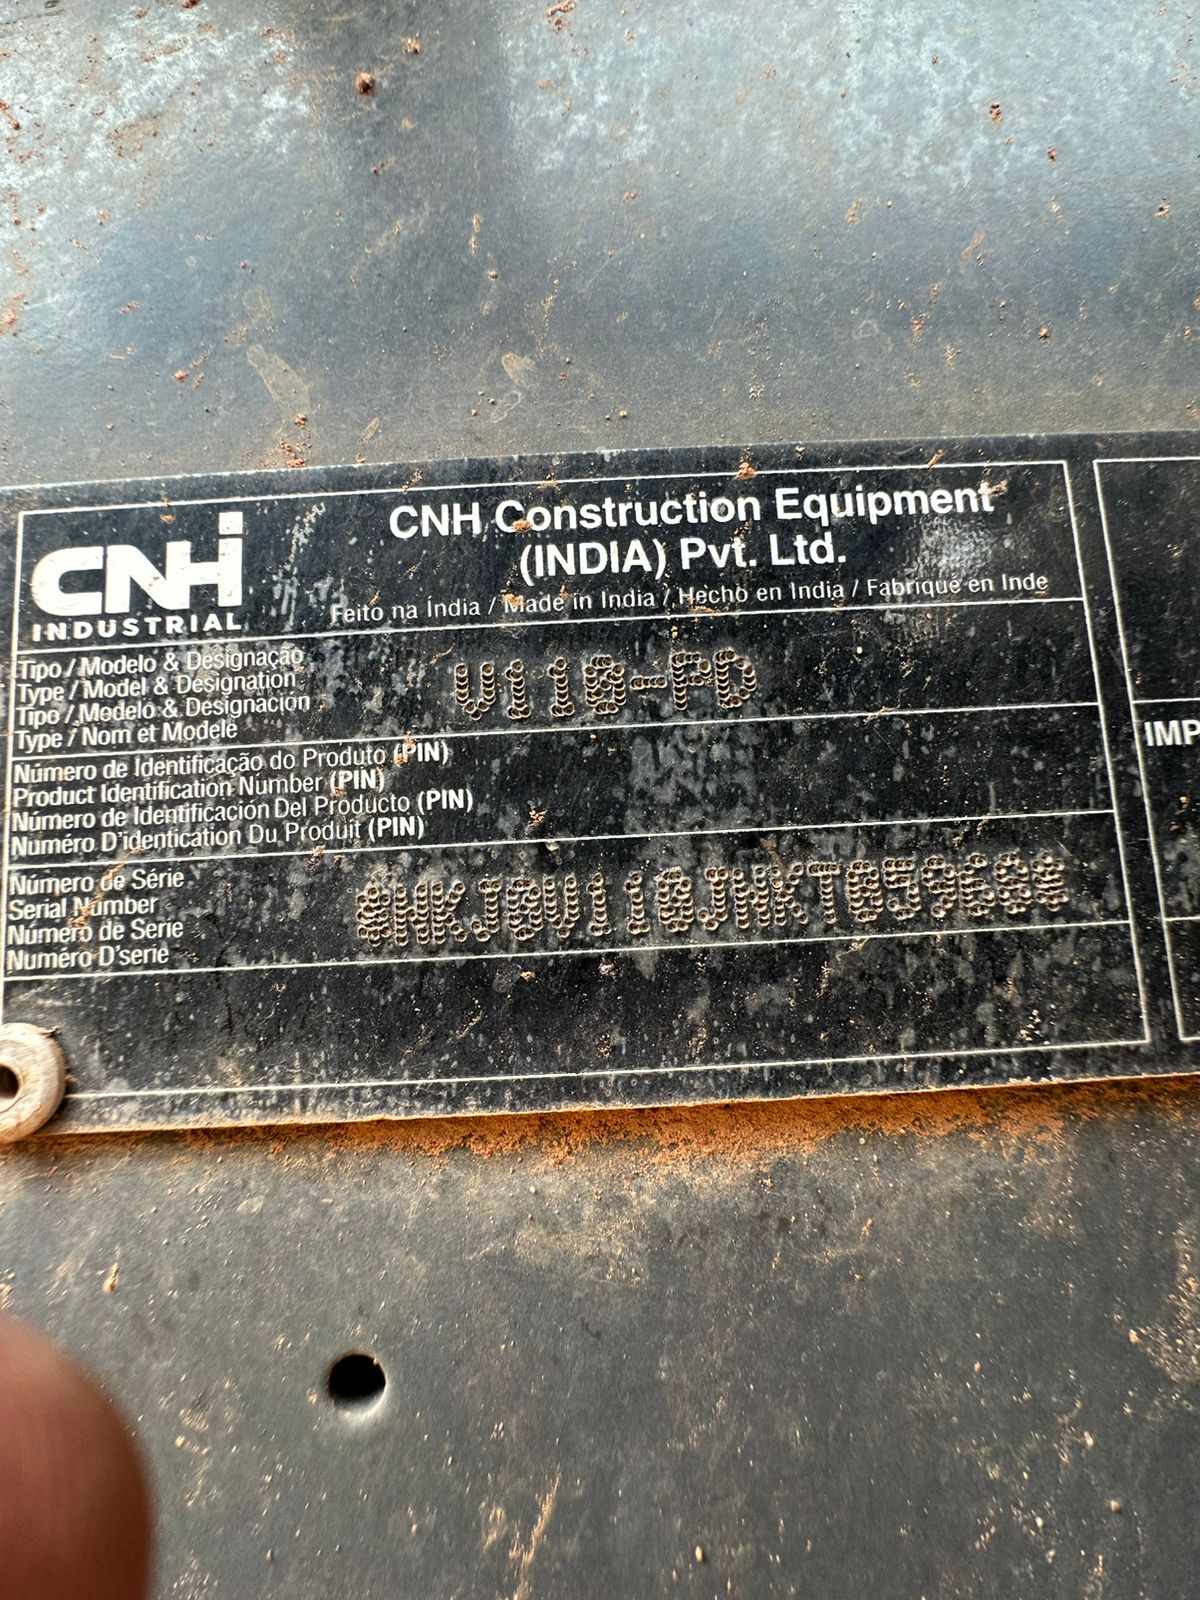 CNH
INDUSTRIAL
CNH Construction Equipment
(INDIA) Pvt. Ltd.
Feito na Índia / Made in India / Hecho en India / Fabriqué en Inde
Tipo / Modelo & Designação
Type / Model & Designation
Tipo / Modelo & Designación
Type / Nom et Modele
V110-PD
Número de Identificação do Produto (PIN)
Product Identification Number (PIN)
Número de Identificación Del Producto (PIN)
Numéro D'identication Du Produit (PIN)
Número de Série
Serial Number
Número de Serie
Numéro D'serie
IMP